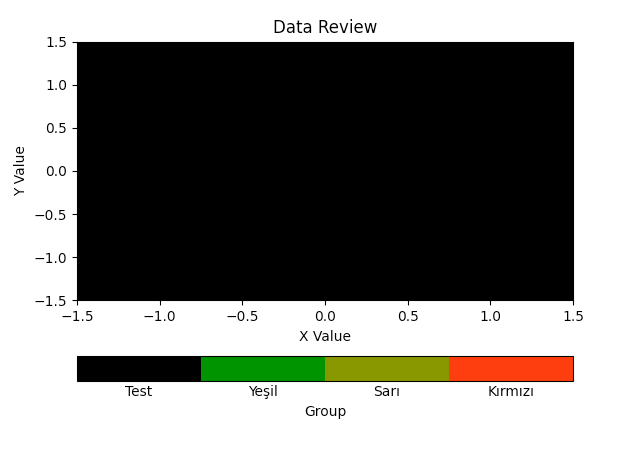 Data Review
1.5
1.0
0.5
0.0
−0.5
−1.0
−1.5
Y Value
−1.5 −1.0 −0.5 0.0 0.5 1.0 1.5
X Value
Test Yeşil Sarı Kırmızı
Group